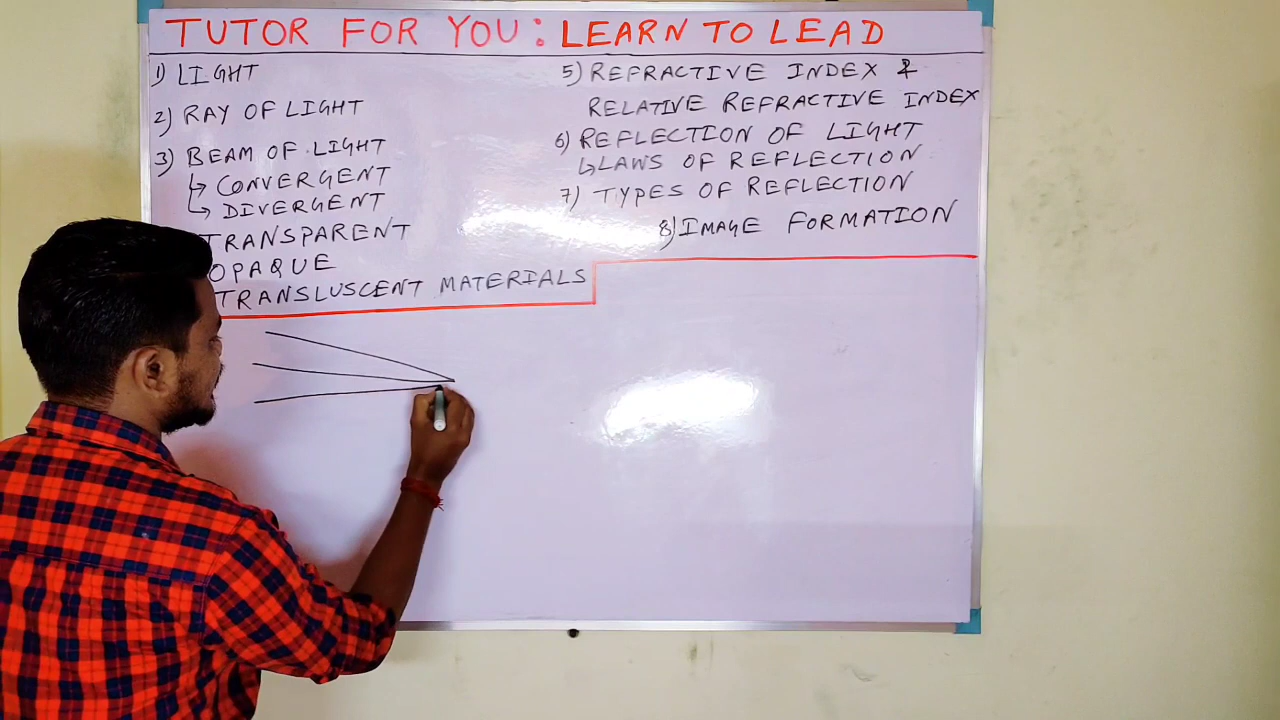 TUTOR FOR YOU: LEARN TO LEAD
1) LIGHT
2) RAY OF LIGHT
3) BEAM OF LIGHT
↳ CONVERGENT
↳ DIVERGENT
TRANSPARENT
OPAQUE
TRANSLUSCENT MATERIALS
5) REFRACTIVE INDEX &
RELATIVE REFRACTIVE INDEX
6) REFLECTION OF LIGHT
↳ LAWS OF REFLECTION
7) TYPES OF REFLECTION
8) IMAGE FORMATION